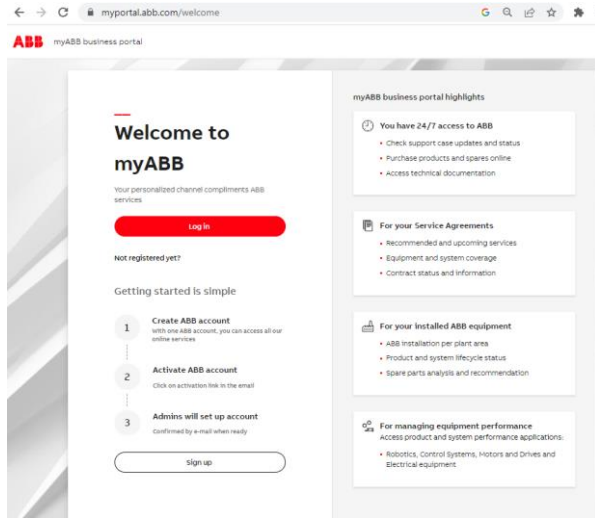 myportal.abb.com/welcome
ABB myABB business portal
Welcome to
myABB
Your personalized channel compliments ABB
services
Log in
Not registered yet?
Getting started is simple
1
Create ABB account
With one ABB account, you can access all our
online services
2
Activate ABB account
Click on activation link in the email
3
Admins will set up account
Confirmed by e-mail when ready
Sign up
myABB business portal highlights
You have 24/7 access to ABB
• Check support case updates and status
• Purchase products and spares online
• Access technical documentation
For your Service Agreements
• Recommended and upcoming services
• Equipment and system coverage
• Contract status and information
For your installed ABB equipment
• ABB installation per plant area
• Product and system lifecycle status
• Spare parts analysis and recommendation
For managing equipment performance
Access product and system performance applications:
• Robotics, Control Systems, Motors and Drives and
Electrical equipment